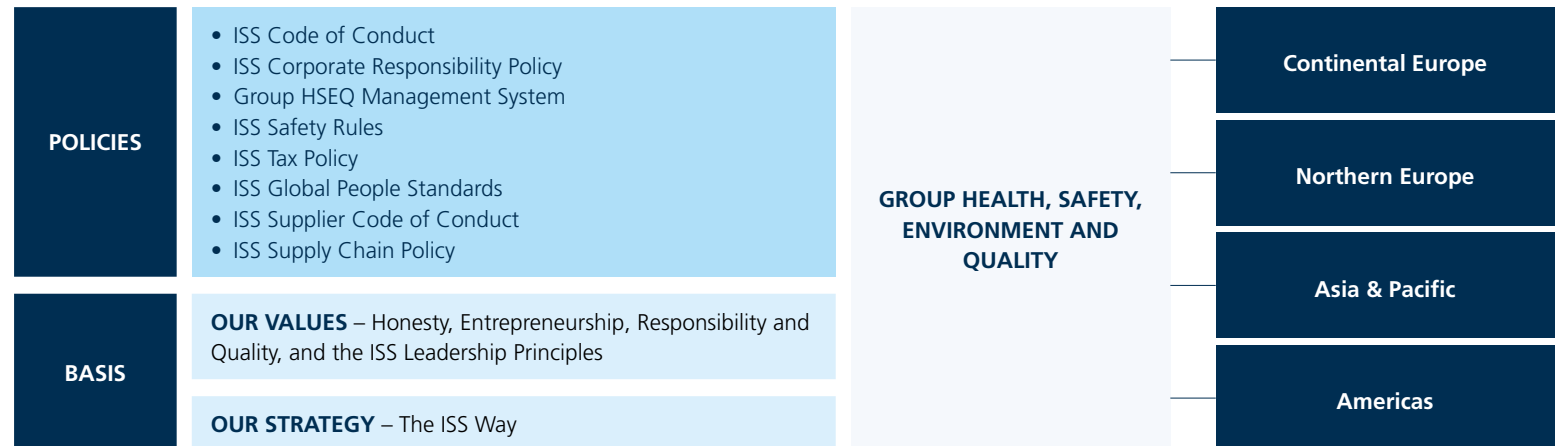 POLICIES
• ISS Code of Conduct
• ISS Corporate Responsibility Policy
• Group HSEQ Management System
• ISS Safety Rules
• ISS Tax Policy
• ISS Global People Standards
• ISS Supplier Code of Conduct
• ISS Supply Chain Policy
BASIS
OUR VALUES – Honesty, Entrepreneurship, Responsibility and
Quality, and the ISS Leadership Principles
OUR STRATEGY – The ISS Way
GROUP HEALTH, SAFETY,
ENVIRONMENT AND
QUALITY
Continental Europe
Northern Europe
Asia & Pacific
Americas